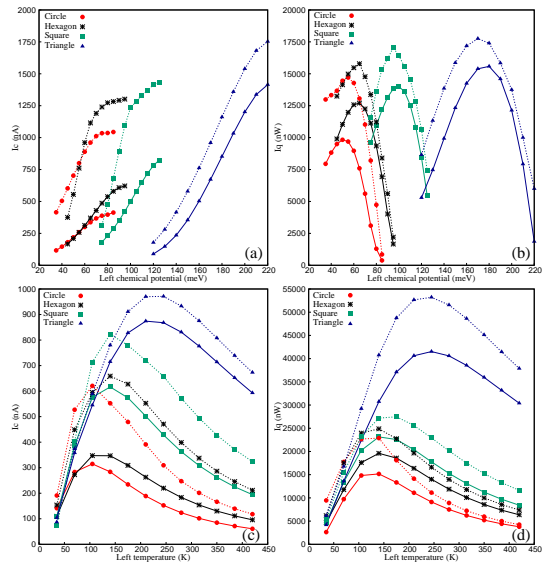 Circle
Hexagon
Square
Triangle
Ic (nA)
0
250
500
750
1000
1250
1500
1750
20 40 60 80 100 120 140 160 180 200 220
Left chemical potential (meV)
(a)
Circle
Hexagon
Square
Triangle
Iq (nW)
0
2500
5000
7500
10000
12500
15000
17500
20 40 60 80 100 120 140 160 180 200 220
Left chemical potential (meV)
(b)
Circle
Hexagon
Square
Triangle
Ic (nA)
0
100
200
300
400
500
600
700
800
900
1000
0 50 100 150 200 250 300 350 400 450
Left temperature (K)
(c)
Circle
Hexagon
Square
Triangle
Iq (nW)
0
5000
10000
15000
20000
25000
30000
35000
40000
45000
50000
55000
0 50 100 150 200 250 300 350 400 450
Left temperature (K)
(d)